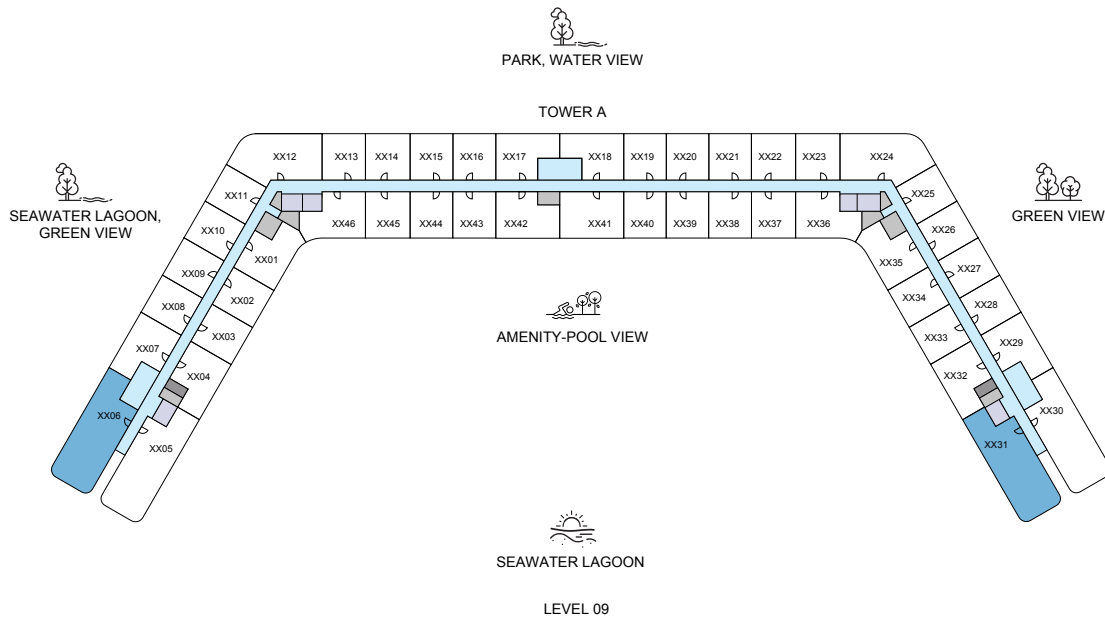 PARK, WATER VIEW
TOWER A
XX12
XX13
XX14
XX15
XX16
XX17
XX18
XX19
XX20
XX21
XX22
XX23
XX24
SEAWATER LAGOON,
GREEN VIEW
GREEN VIEW
XX11
XX25
XX10
XX46
XX45
XX44
XX43
XX42
XX41
XX40
XX39
XX38
XX37
XX36
XX26
XX01
XX35
XX09
XX27
XX02
XX34
XX08
XX28
XX03
XX33
XX07
XX29
XX04
XX32
XX06
XX30
XX05
XX31
AMENITY-POOL VIEW
SEAWATER LAGOON
LEVEL 09